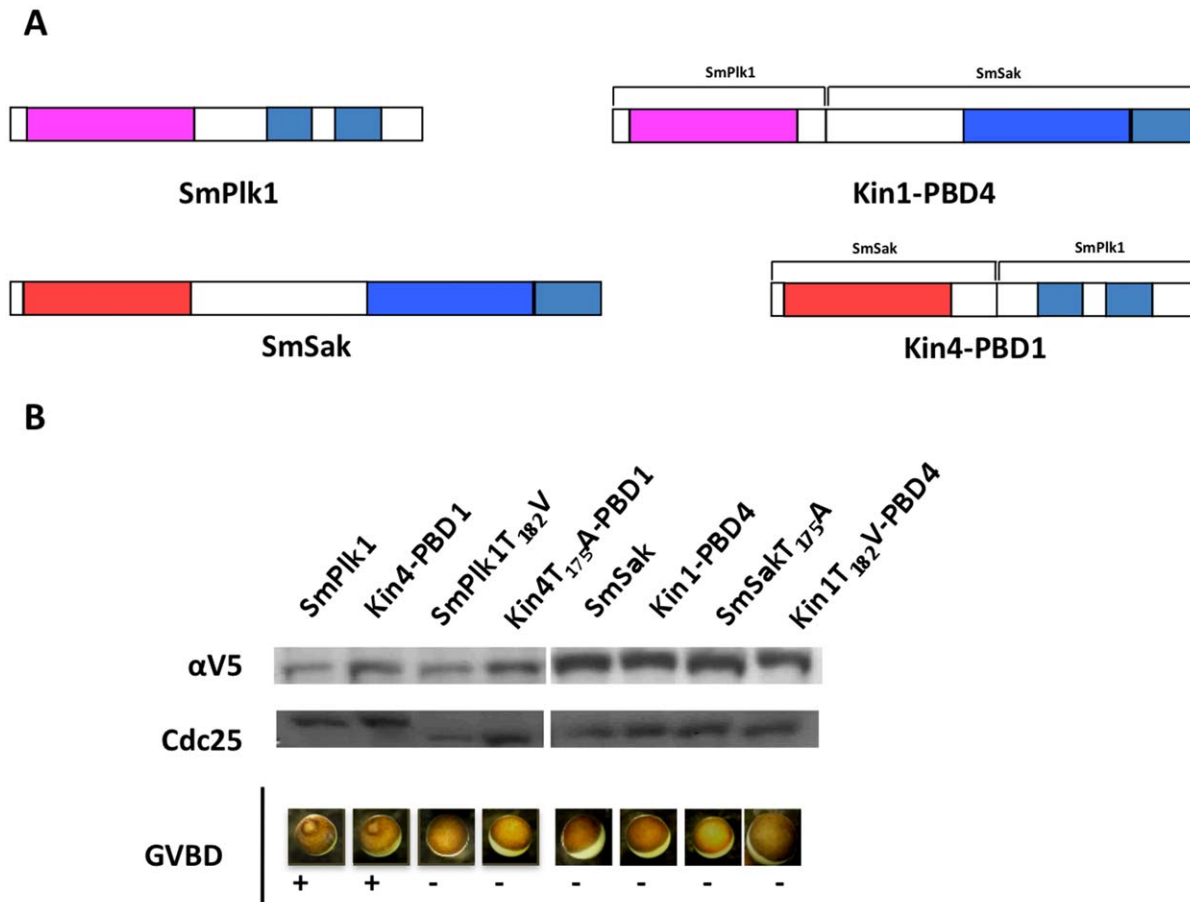 A
SmPlk1
SmPlk1 SmSak
Kin1-PBD4
SmSak
SmSak SmPlk1
Kin4-PBD1
B
SmPlk1
Kin4-PBD1
SmPlk1T₁₈₂V
Kin4T₁₇₅A-PBD1
SmSak
Kin1-PBD4
SmSakT₁₇₅A
Kin1T₁₈₂V-PBD4
αV5
Cdc25
GVBD
+ + - - - - - -